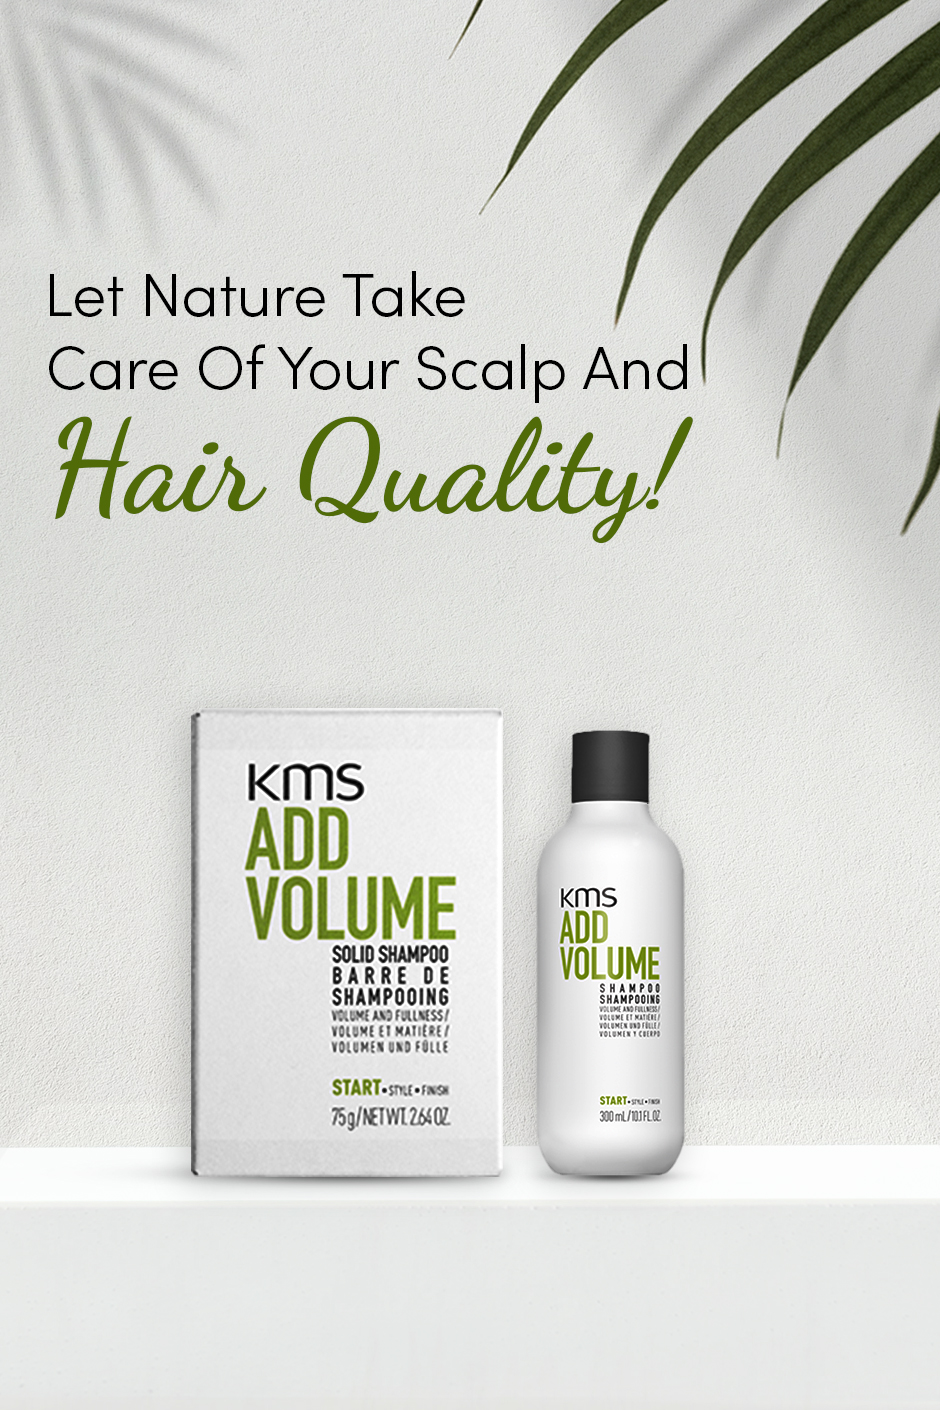 Let Nature Take
Care Of Your Scalp And
Hair Quality!
KMS
ADD
VOLUME
SOLID SHAMPOO
BARRE DE
SHAMPOOING
VOLUME AND FULLNESS/
VOLUME ET MATIÈRE/
VOLUMEN UND FÜLLE
START•STYLE•FINISH
75g/NET WT. 2.64 OZ.
KMS
ADD
VOLUME
SHAMPOO
SHAMPOOING
VOLUME AND FULLNESS/
VOLUME ET MATIÈRE/
VOLUMEN UND FÜLLE/
VOLUMEN Y CUERPO
START•STYLE•FINISH
300 mL/10.1 FL. OZ.